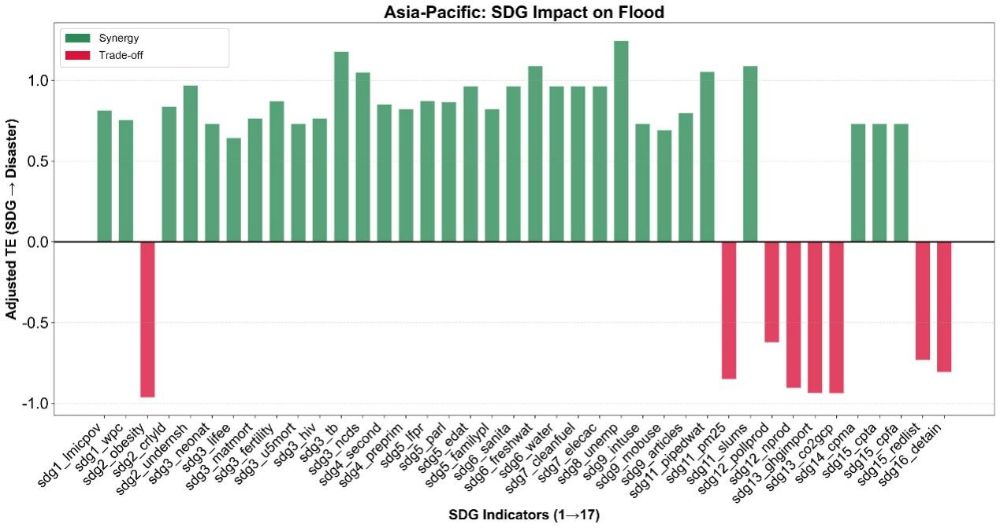 Asia-Pacific: SDG Impact on Flood
Synergy
Trade-off
Adjusted TE (SDG → Disaster)
1.0
0.5
0.0
-0.5
-1.0
sdg1_lmicpov
sdg1_wpc
sdg2_obesity
sdg2_crlyld
sdg2_undernsh
sdg3_neonat
sdg3_lifee
sdg3_matmort
sdg3_fertility
sdg3_u5mort
sdg3_hiv
sdg3_tb
sdg3_ncds
sdg4_second
sdg4_preprim
sdg5_lfpr
sdg5_parl
sdg5_edat
sdg5_familypl
sdg6_sanita
sdg6_freshwat
sdg6_water
sdg7_cleanfuel
sdg7_elecac
sdg8_unemp
sdg9_intuse
sdg9_mobuse
sdg9_articles
sdg11_pipedwat
sdg11_pm25
sdg11_slums
sdg12_pollprod
sdg12_nprod
sdg13_ghgimport
sdg13_co2gcp
sdg14_cpma
sdg15_cpta
sdg15_cpfa
sdg15_redlist
sdg16_detain
SDG Indicators (1→17)